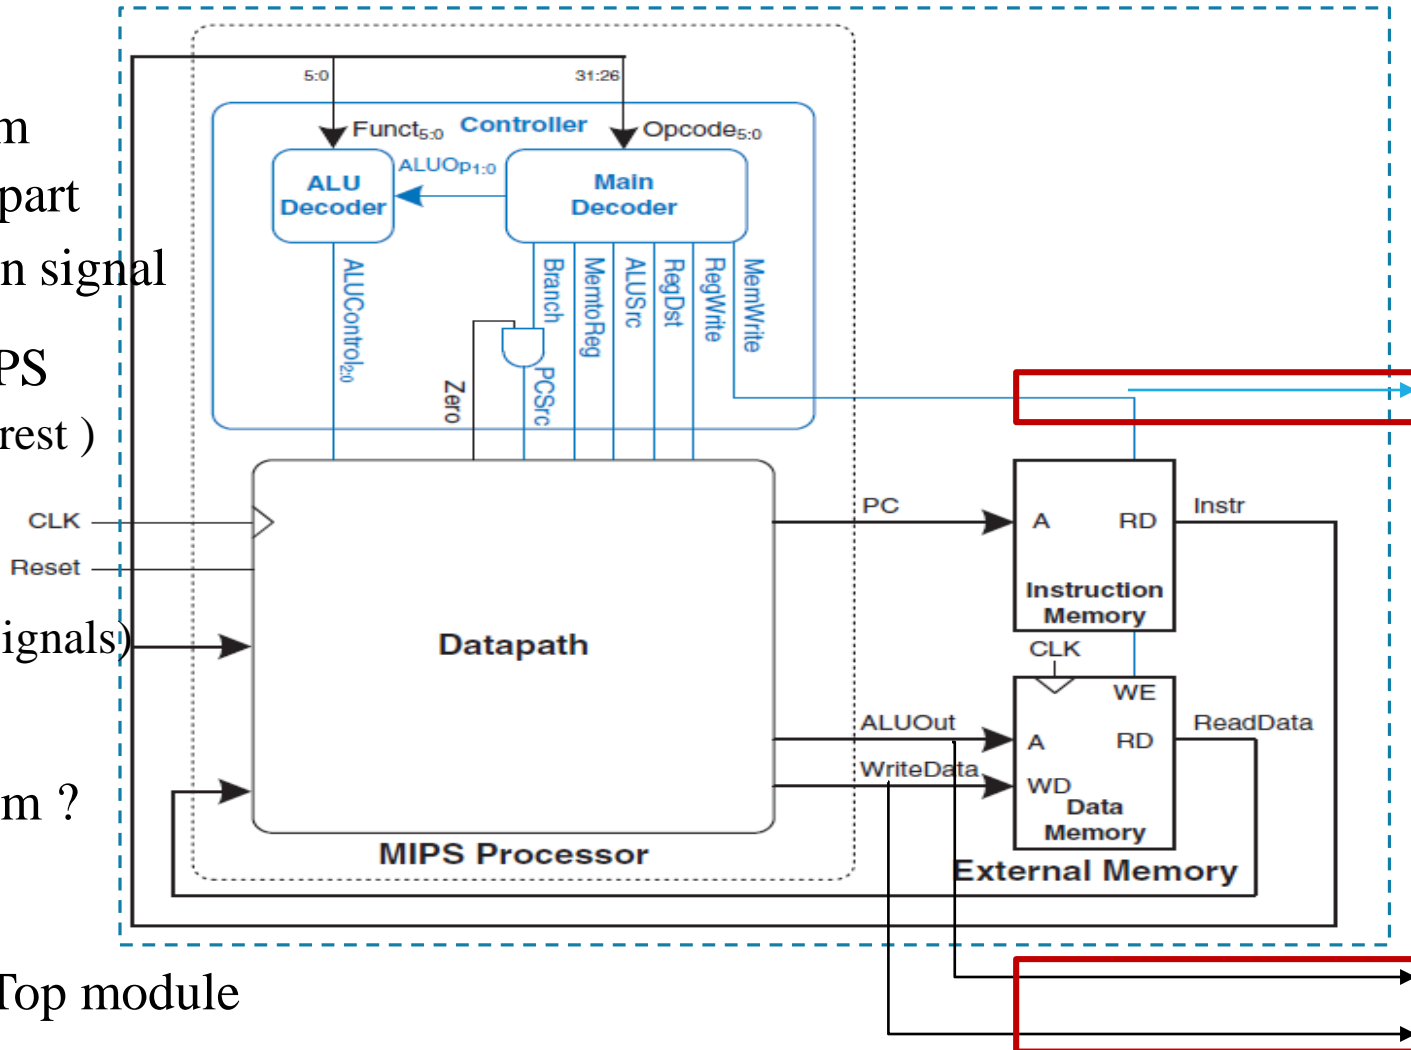 m
part
n signal
PS
rest )
ignals)
m ?
Top module
5:0
31:26
Funct5:0
Controller
Opcode5:0
ALUOp1:0
ALU
Decoder
Main
Decoder
ALUControl2:0
Branch
MemtoReg
ALUSrc
RegDst
RegWrite
MemWrite
Zero
PCSrc
CLK
Reset
Datapath
PC
A RD
Instr
Instruction
Memory
CLK
WE
ALUOut
A RD
ReadData
WriteData
WD
Data
Memory
MIPS Processor
External Memory